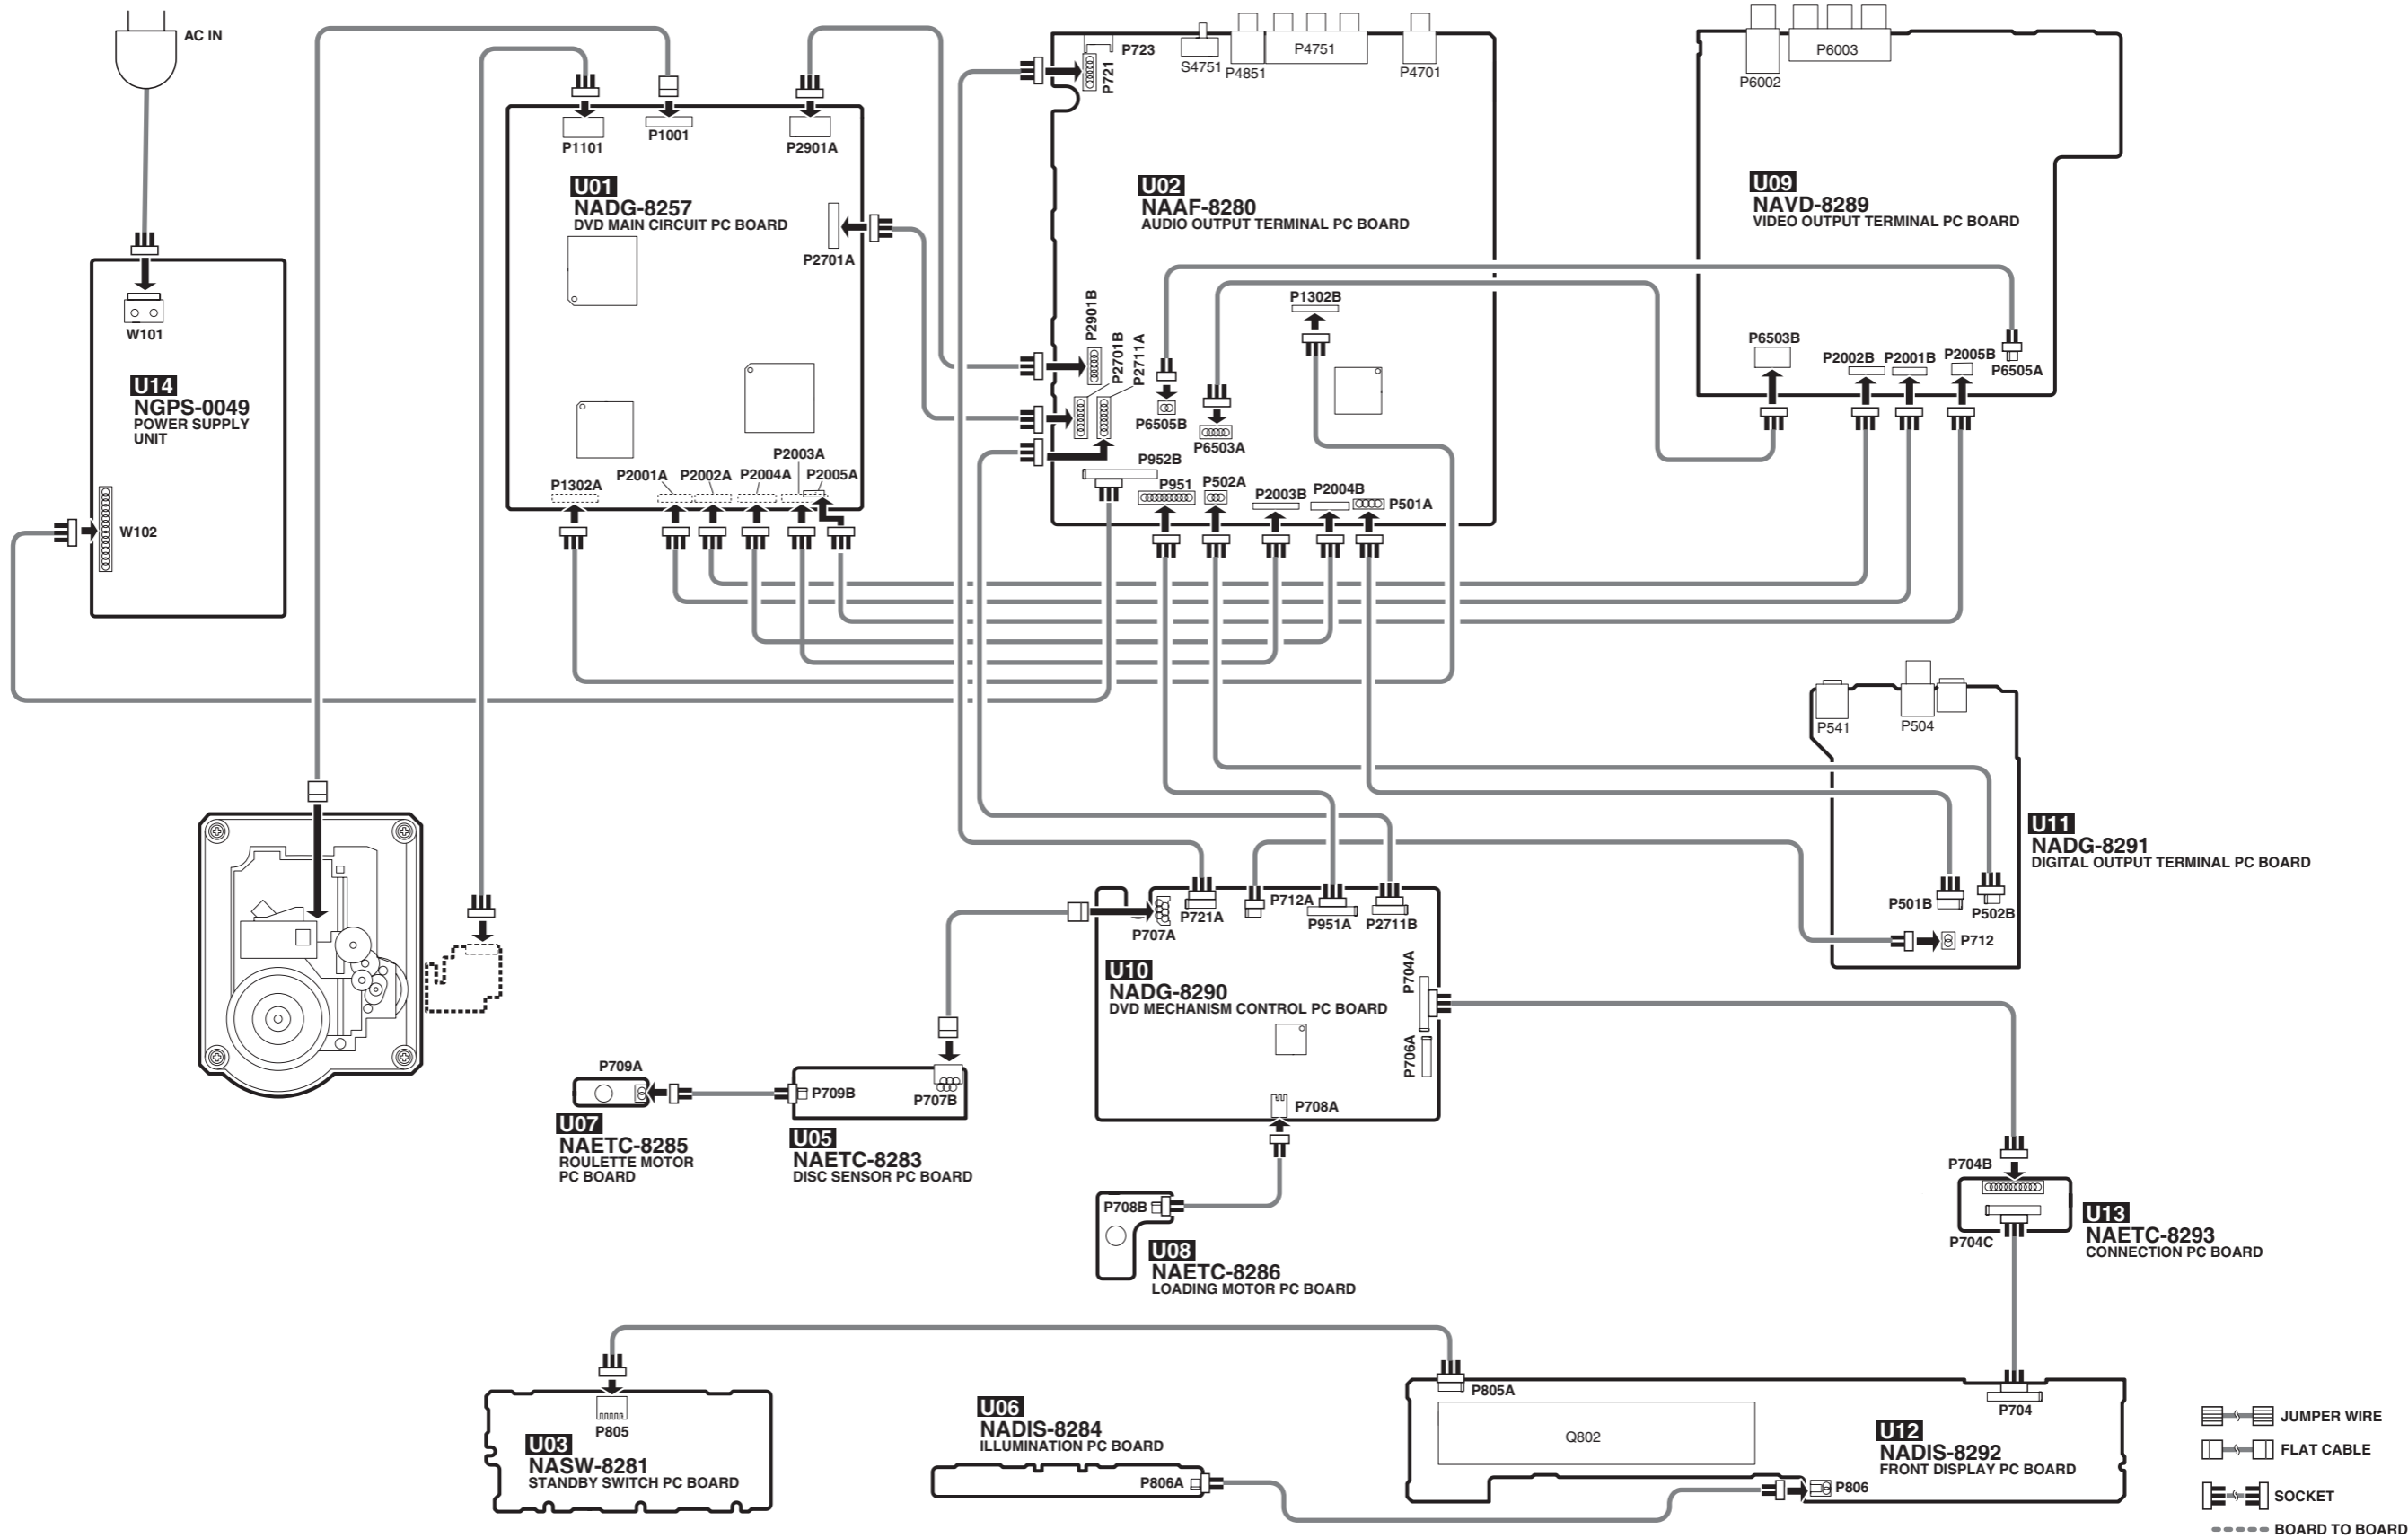 AC IN
W101
U14
NGPS-0049
POWER SUPPLY
UNIT
W102
P1101
P1001
P2901A
U01
NADG-8257
DVD MAIN CIRCUIT PC BOARD
P2701A
P1302A
P2001A
P2002A
P2004A
P2003A
P2005A
P723
P721
S4751
P4851
P4751
P4701
U02
NAAF-8280
AUDIO OUTPUT TERMINAL PC BOARD
P2901B
P2701B
P2711A
P1302B
P6505B
P6503A
P952B
P951
P502A
P2003B
P2004B
P501A
P6002
P6003
U09
NAVD-8289
VIDEO OUTPUT TERMINAL PC BOARD
P6503B
P2002B
P2001B
P2005B
P6505A
P541
P504
U11
NADG-8291
DIGITAL OUTPUT TERMINAL PC BOARD
P501B
P502B
P712
P707A
P721A
P712A
P951A
P2711B
U10
NADG-8290
DVD MECHANISM CONTROL PC BOARD
P704A
P706A
P708A
P709A
U07
NAETC-8285
ROULETTE MOTOR
PC BOARD
P709B
P707B
U05
NAETC-8283
DISC SENSOR PC BOARD
P708B
U08
NAETC-8286
LOADING MOTOR PC BOARD
P704B
P704C
U13
NAETC-8293
CONNECTION PC BOARD
P805
U03
NASW-8281
STANDBY SWITCH PC BOARD
U06
NADIS-8284
ILLUMINATION PC BOARD
P806A
P805A
Q802
P704
U12
NADIS-8292
FRONT DISPLAY PC BOARD
P806
JUMPER WIRE
FLAT CABLE
SOCKET
BOARD TO BOARD